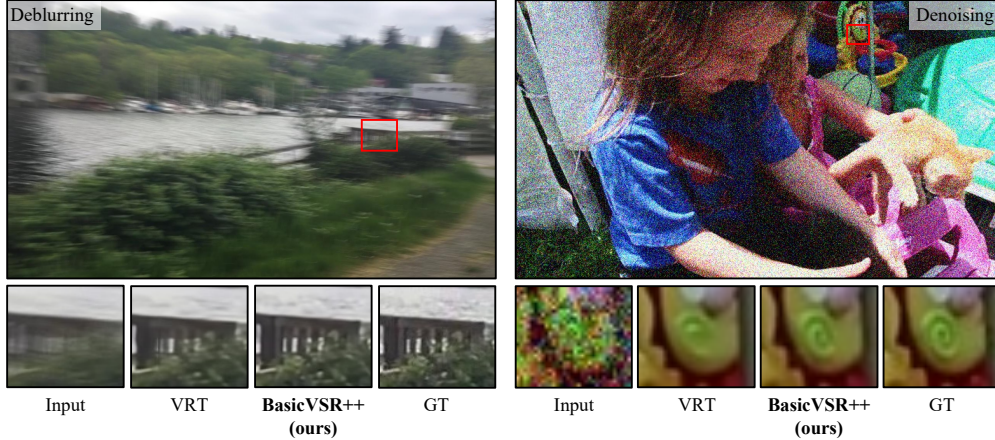 Deblurring
Denoising
Input
VRT
BasicVSR++
(ours)
GT
Input
VRT
BasicVSR++
(ours)
GT